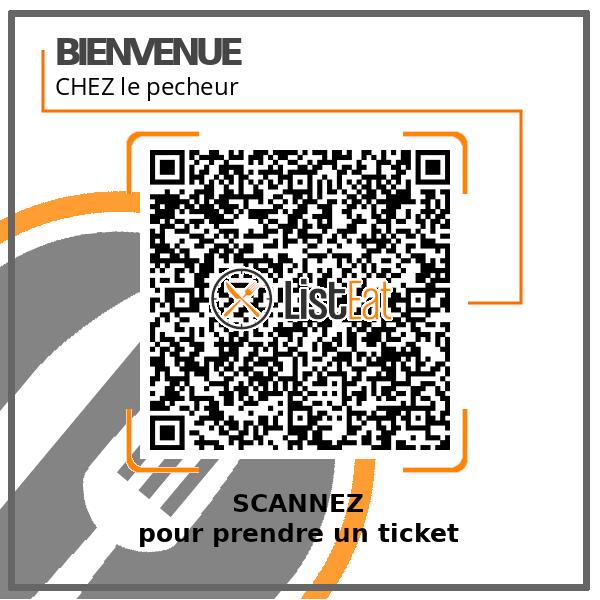 BIENVENUE
CHEZ le pecheur
ListEat
SCANNEZ
pour prendre un ticket